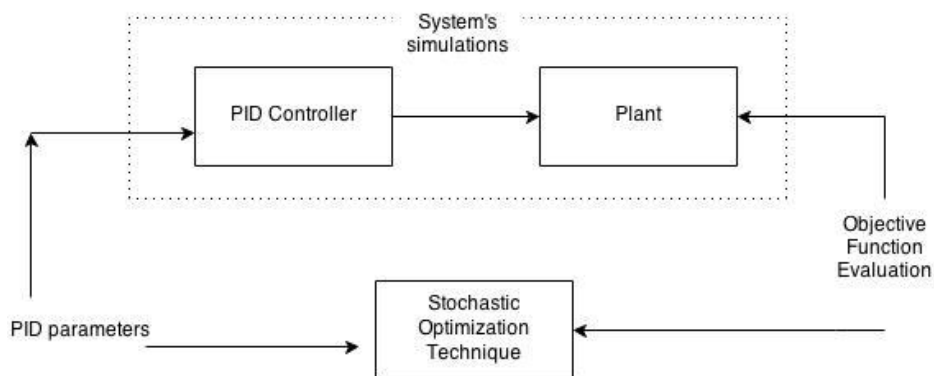 System's
simulations
PID Controller
Plant
Objective
Function
Evaluation
PID parameters
Stochastic
Optimization
Technique